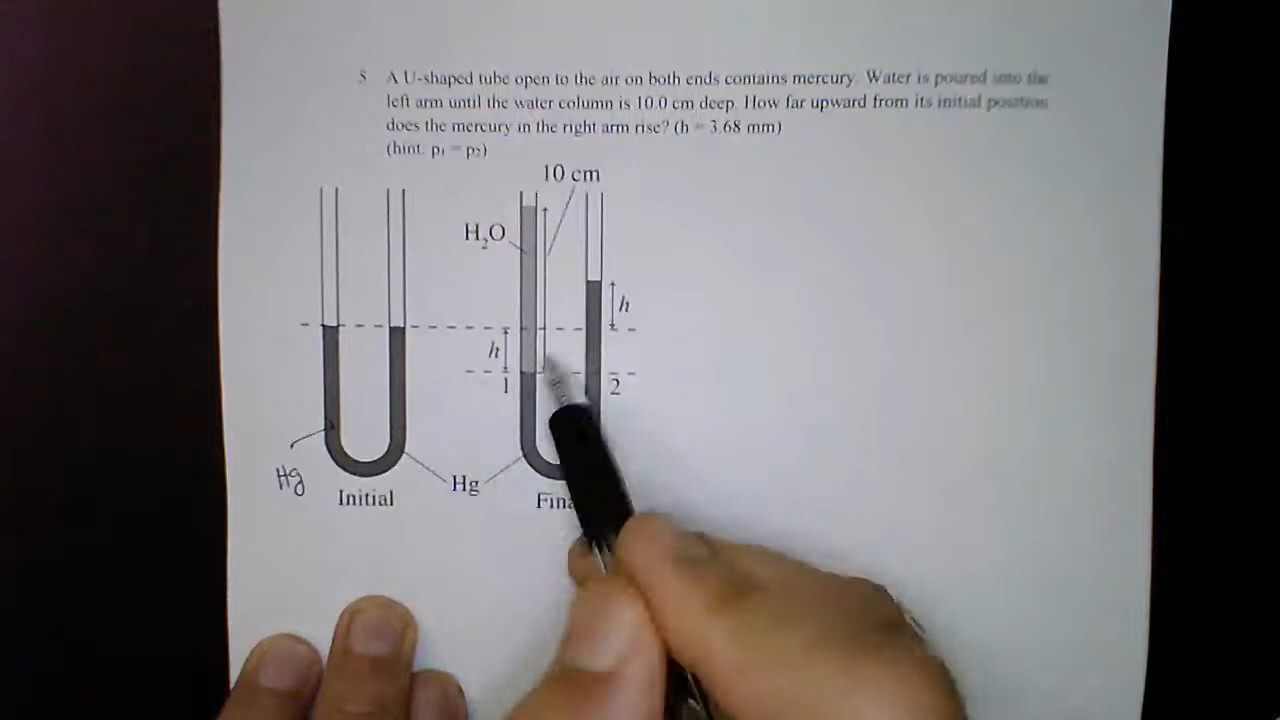 5 A U-shaped tube open to the air on both ends contains mercury. Water is poured into the
left arm until the water column is 10.0 cm deep. How far upward from its initial position
does the mercury in the right arm rise? (h = 3.68 mm)
(hint: p₁ = p₂)
10 cm
H₂O
h
h
1 2
Hg
Hg
Initial